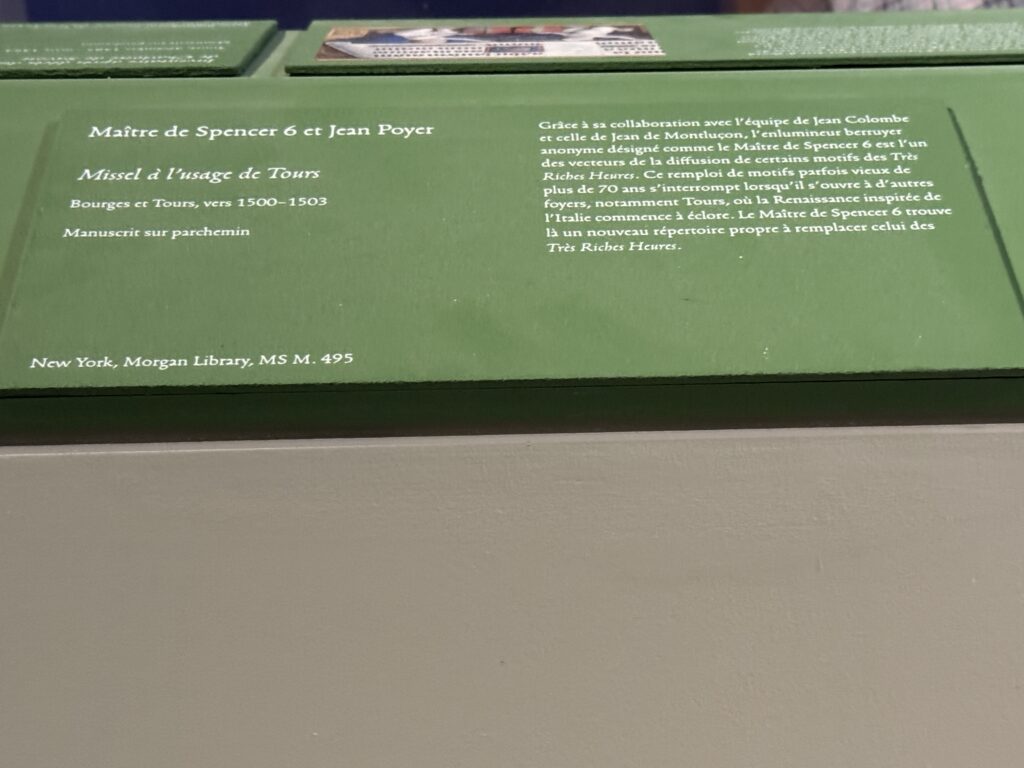 Maître de Spencer 6 et Jean Poyer
Missel à l'usage de Tours
Bourges et Tours, vers 1500–1503
Manuscrit sur parchemin
New York, Morgan Library, MS M. 495
Grâce à sa collaboration avec l'équipe de Jean Colombe
et celle de Jean de Montluçon, l'enlumineur berruyer
anonyme désigné comme le Maître de Spencer 6 est l'un
des vecteurs de la diffusion de certains motifs des Très
Riches Heures. Ce remploi de motifs parfois vieux de
plus de 70 ans s'interrompt lorsqu'il s'ouvre à d'autres
foyers, notamment Tours, où la Renaissance inspirée de
l'Italie commence à éclore. Le Maître de Spencer 6 trouve
là un nouveau répertoire propre à remplacer celui des
Très Riches Heures.